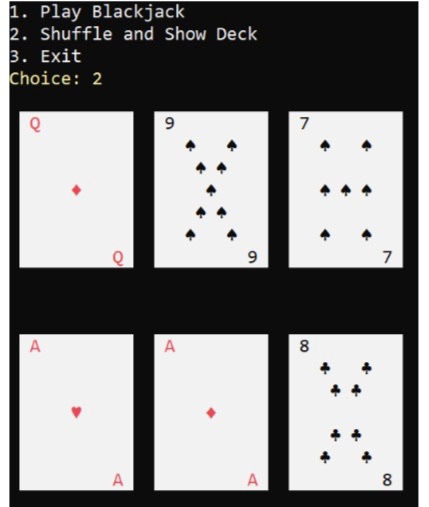 1. Play Blackjack
2. Shuffle and Show Deck
3. Exit
Choice: 2
Q 9 7
Q 9 7
A A 8
A A 8